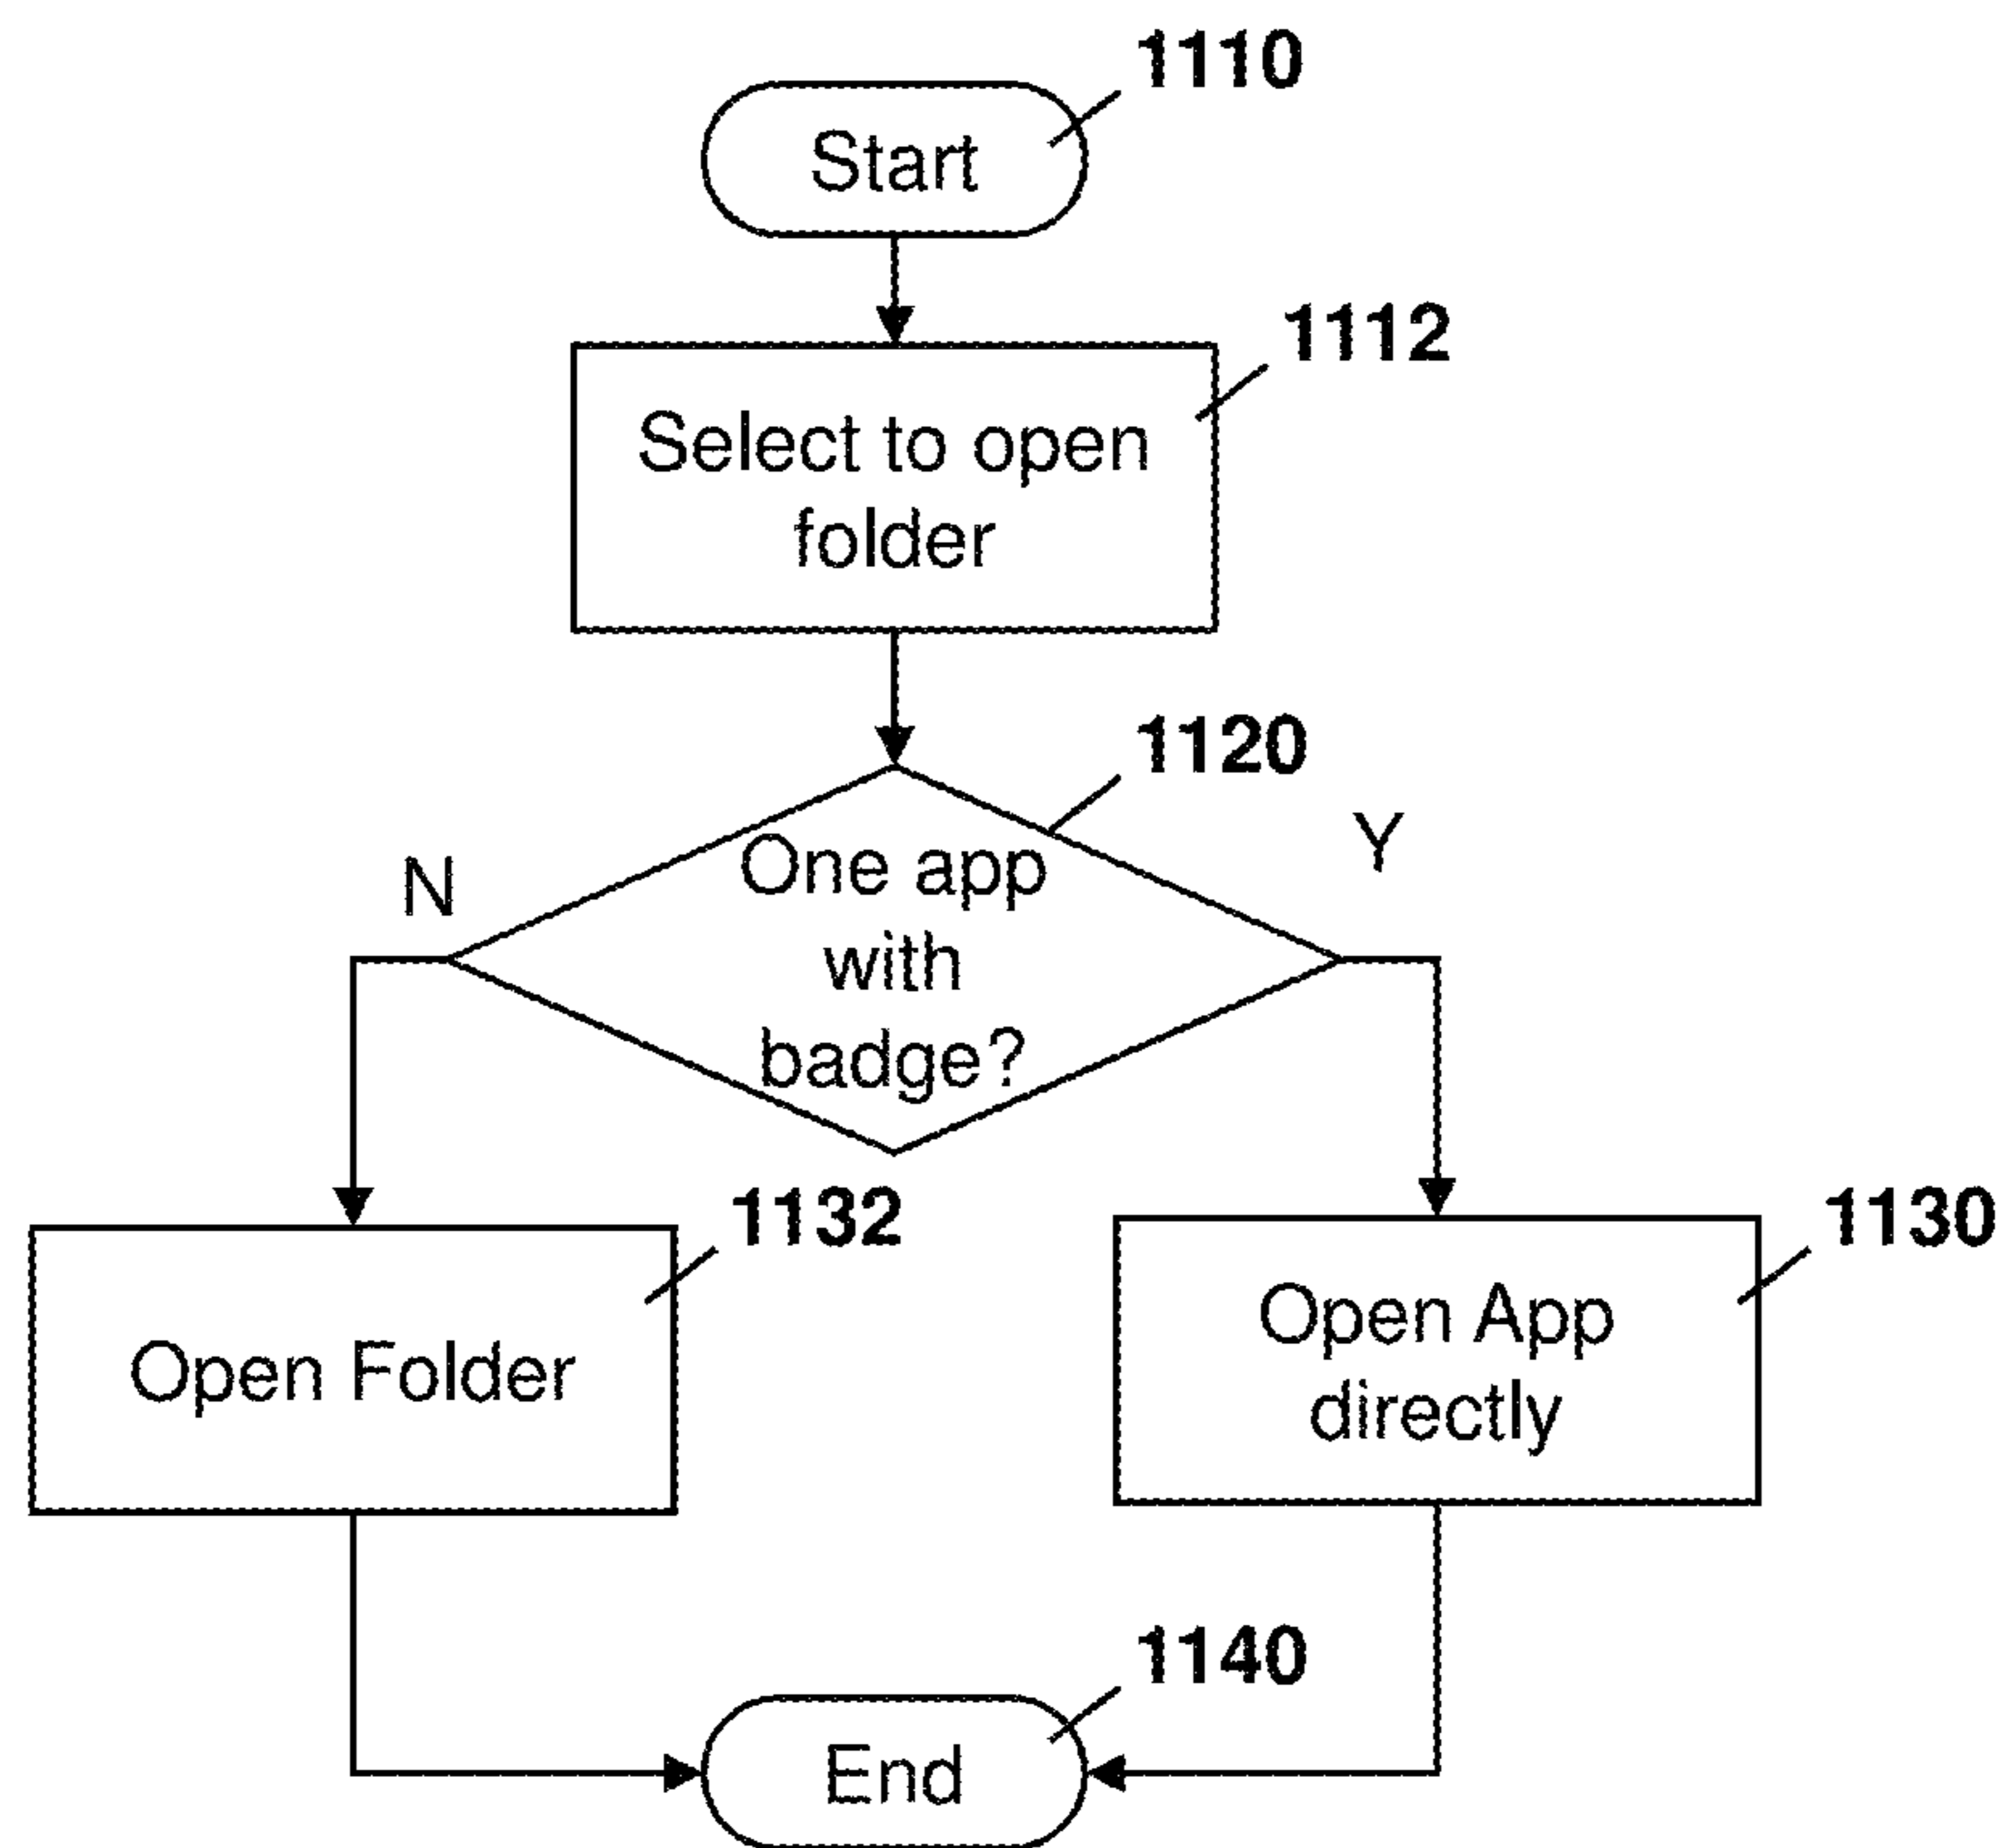 1110
Start
1112
Select to open
folder
1120
One app
with
badge?
N
Y
1132
Open Folder
1130
Open App
directly
1140
End